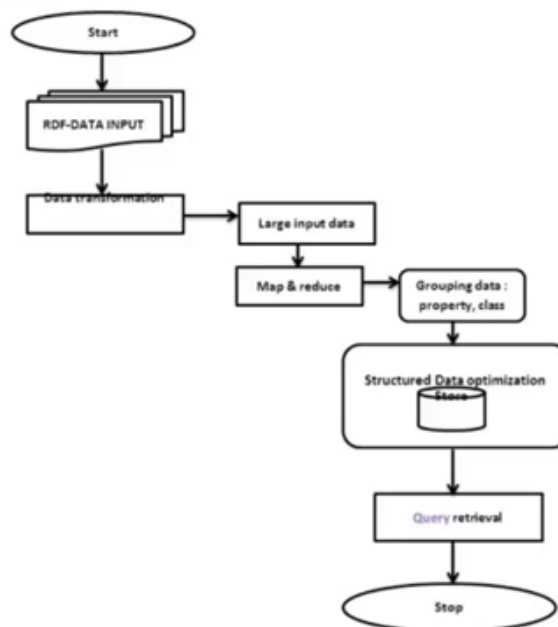 Start
RDF-DATA INPUT
Data transformation
Large input data
Map & reduce
Grouping data :
property, class
Structured Data optimization
Store
Query retrieval
Stop